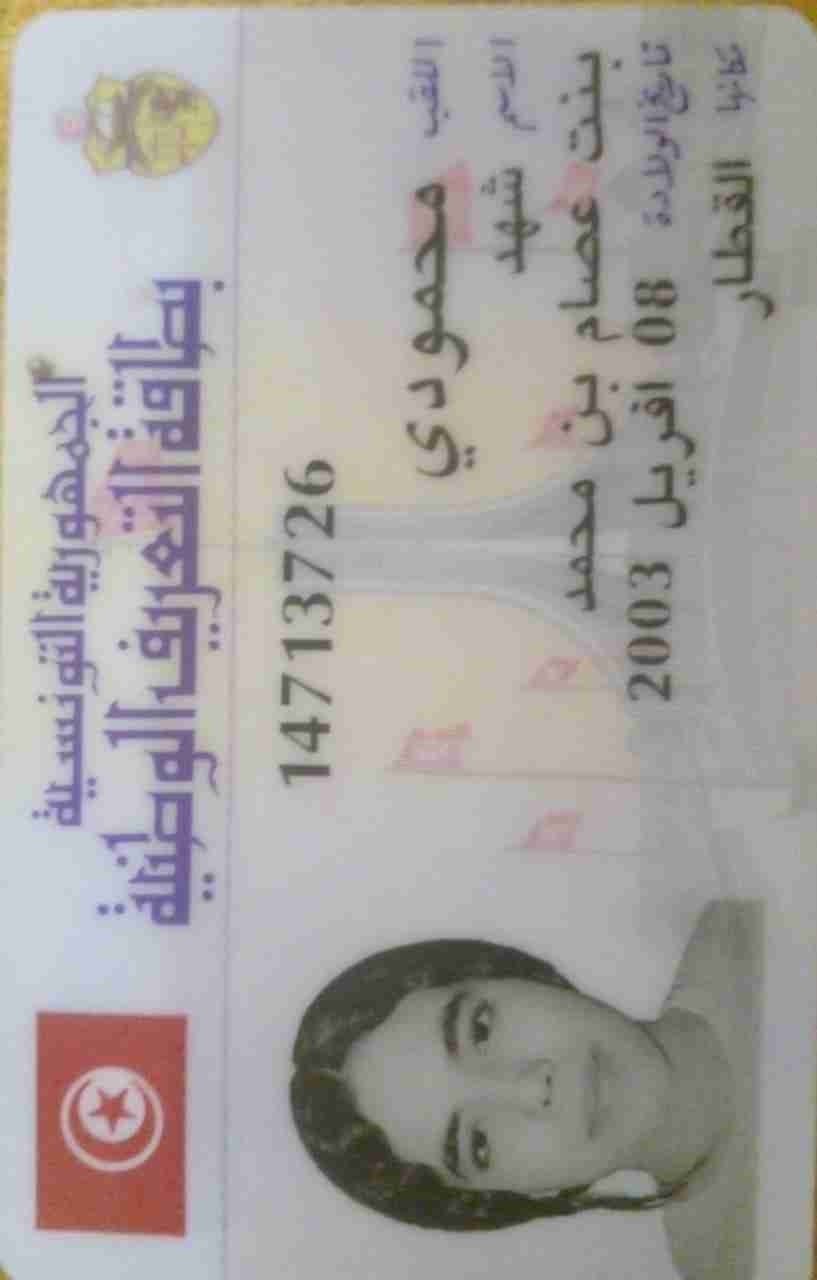 الجمهورية التونسية
بطاقة التعريف الوطنية
14713726
اللقب محمودي
الاسم شهد
بنت عصام بن محمد
تاريخ الولادة 08 افريل 2003
مكانها القطار